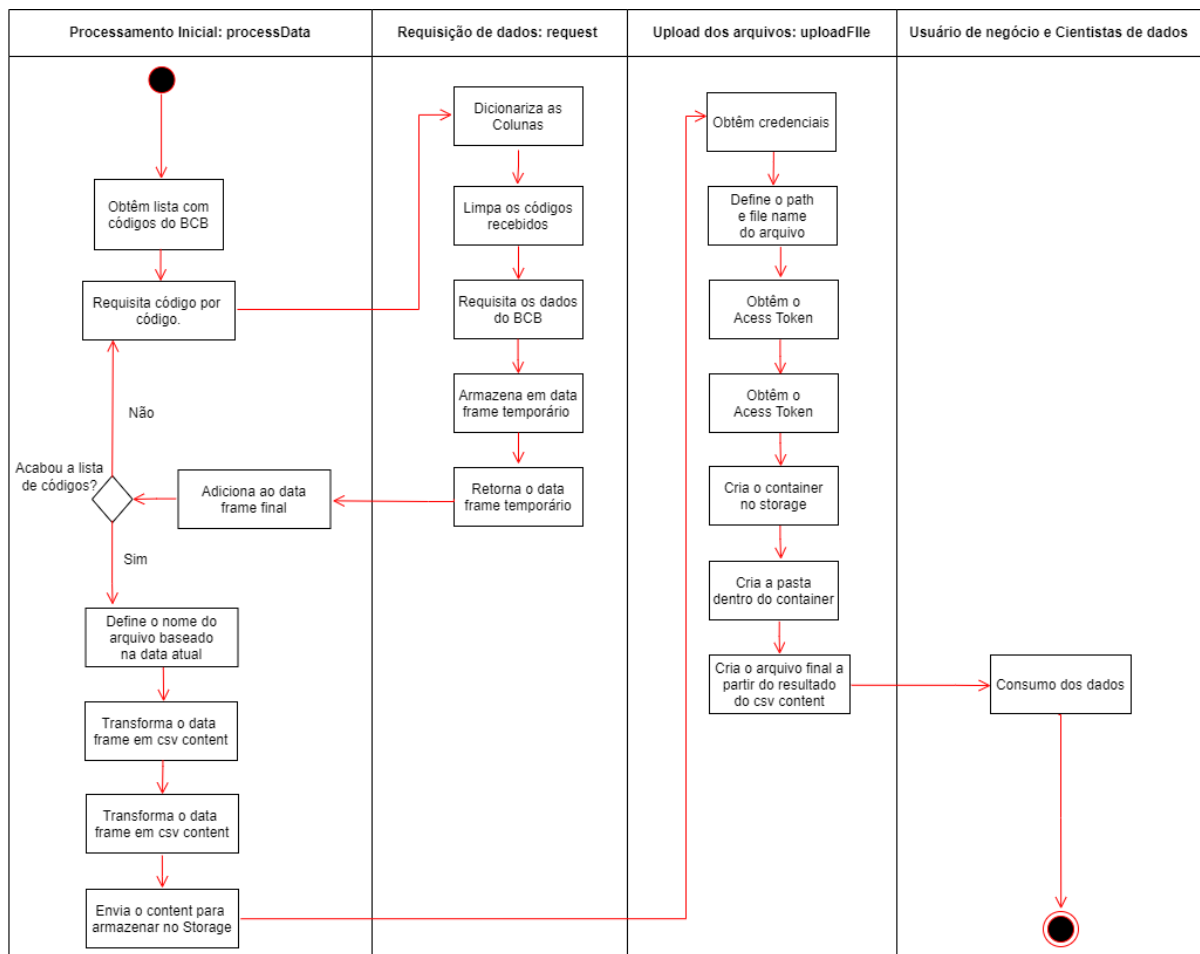 Processamento Inicial: processData
Requisição de dados: request
Upload dos arquivos: uploadFIle
Usuário de negócio e Cientistas de dados
Obtêm lista com
códigos do BCB
Requisita código por
código.
Não
Acabou a lista
de códigos?
Adiciona ao data
frame final
Sim
Define o nome do
arquivo baseado
na data atual
Transforma o data
frame em csv content
Transforma o data
frame em csv content
Envia o content para
armazenar no Storage
Dicionariza as
Colunas
Limpa os códigos
recebidos
Requisita os dados
do BCB
Armazena em data
frame temporário
Retorna o data
frame temporário
Obtêm credenciais
Define o path
e file name
do arquivo
Obtêm o
Acess Token
Obtêm o
Acess Token
Cria o container
no storage
Cria a pasta
dentro do container
Cria o arquivo final a
partir do resultado
do csv content
Consumo dos dados